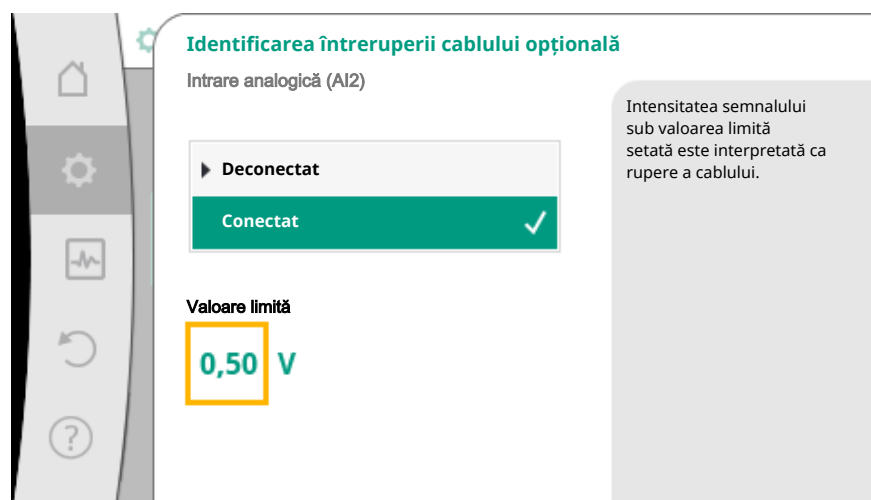 Identificarea întreruperii cablului opțională
Intrare analogică (AI2)
Intensitatea semnalului
sub valoarea limită
setată este interpretată ca
rupere a cablului.
Deconectat
Conectat
Valoare limită
0,50 V
?